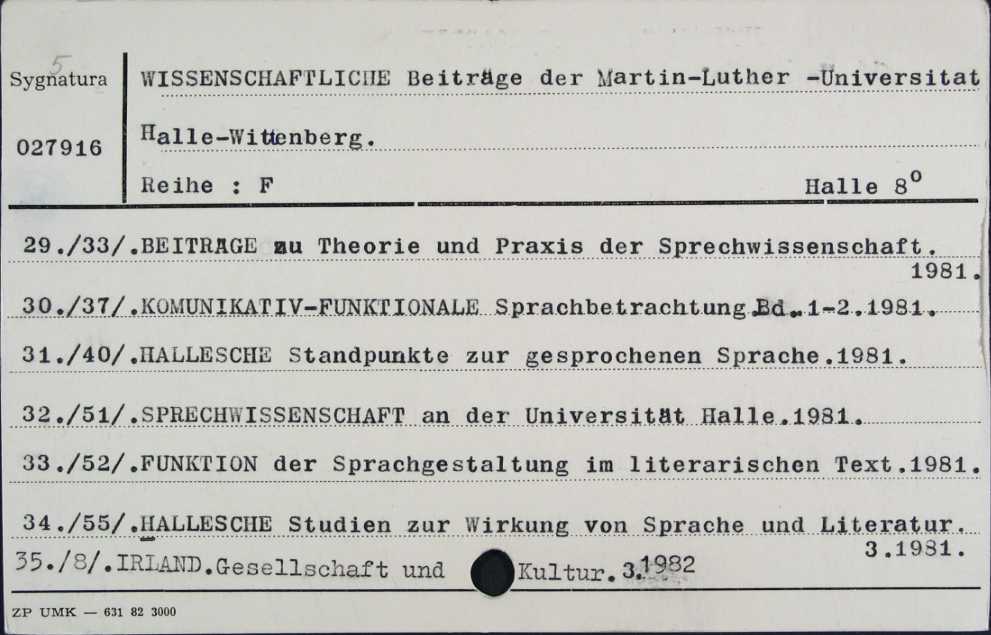 5
Sygnatura
WISSENSCHAFTLICHE Beiträge der Martin-Luther -Universitat
027916
Halle-Wittenberg.
Reihe : F
Halle 8º
29./33/.BEITRAGE zu Theorie und Praxis der Sprechwissenschaft.
1981.
30./37/.KOMUNIKATIV-FUNKTIONALE Sprachbetrachtung.Bd.1-2.1981.
31./40/.HALLESCHE Standpunkte zur gesprochenen Sprache.1981.
32./51/.SPRECHWISSENSCHAFT an der Universität Halle.1981.
33./52/.FUNKTION der Sprachgestaltung im literarischen Text.1981.
34./55/.HALLESCHE Studien zur Wirkung von Sprache und Literatur.
3.1981.
35./8/.IRLAND.Gesellschaft und Kultur.3.1982
ZP UMK — 631 82 3000